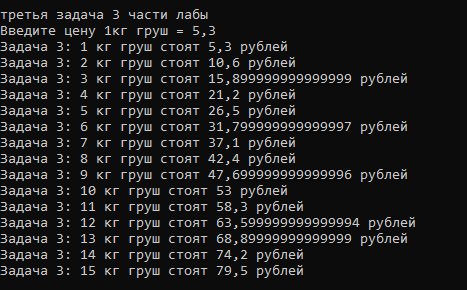 третья задача 3 части лабы
Введите цену 1кг груш = 5,3
Задача 3: 1 кг груш стоят 5,3 рублей
Задача 3: 2 кг груш стоят 10,6 рублей
Задача 3: 3 кг груш стоят 15,899999999999999 рублей
Задача 3: 4 кг груш стоят 21,2 рублей
Задача 3: 5 кг груш стоят 26,5 рублей
Задача 3: 6 кг груш стоят 31,799999999999997 рублей
Задача 3: 7 кг груш стоят 37,1 рублей
Задача 3: 8 кг груш стоят 42,4 рублей
Задача 3: 9 кг груш стоят 47,699999999999996 рублей
Задача 3: 10 кг груш стоят 53 рублей
Задача 3: 11 кг груш стоят 58,3 рублей
Задача 3: 12 кг груш стоят 63,599999999999994 рублей
Задача 3: 13 кг груш стоят 68,89999999999999 рублей
Задача 3: 14 кг груш стоят 74,2 рублей
Задача 3: 15 кг груш стоят 79,5 рублей